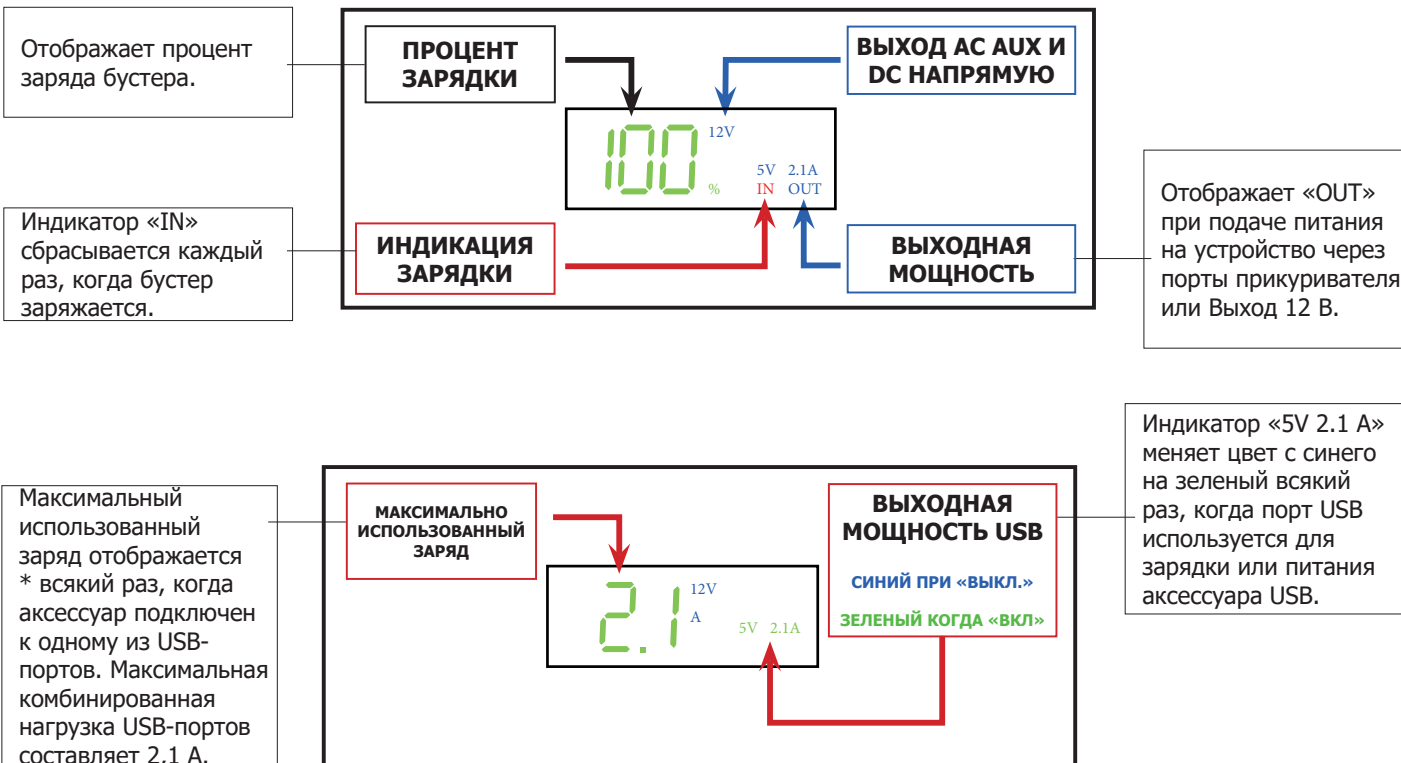 Отображает процент
заряда бустера.
ПРОЦЕНТ
ЗАРЯДКИ
ВЫХОД AC AUX И
DC НАПРЯМУЮ
100
%
12V
5V 2.1A
IN OUT
Индикатор «IN»
сбрасывается каждый
раз, когда бустер
заряжается.
ИНДИКАЦИЯ
ЗАРЯДКИ
ВЫХОДНАЯ
МОЩНОСТЬ
Отображает «OUT»
при подаче питания
на устройство через
порты прикуривателя
или Выход 12 В.
Максимальный
использованный
заряд отображается
* всякий раз, когда
аксессуар подключен
к одному из USB-
портов. Максимальная
комбинированная
нагрузка USB-портов
составляет 2,1 А.
МАКСИМАЛЬНО
ИСПОЛЬЗОВАННЫЙ
ЗАРЯД
2.1
12V
A
5V 2.1A
ВЫХОДНАЯ
МОЩНОСТЬ USB
СИНИЙ ПРИ «ВЫКЛ.»
ЗЕЛЕНЫЙ КОГДА «ВКЛ»
Индикатор «5V 2.1 A»
меняет цвет с синего
на зеленый всякий
раз, когда порт USB
используется для
зарядки или питания
аксессуара USB.